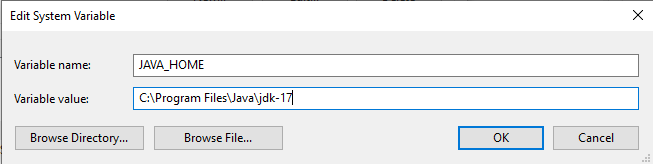 Edit System Variable
Variable name: JAVA_HOME
Variable value: C:\Program Files\Java\jdk-17
Browse Directory... Browse File... OK Cancel